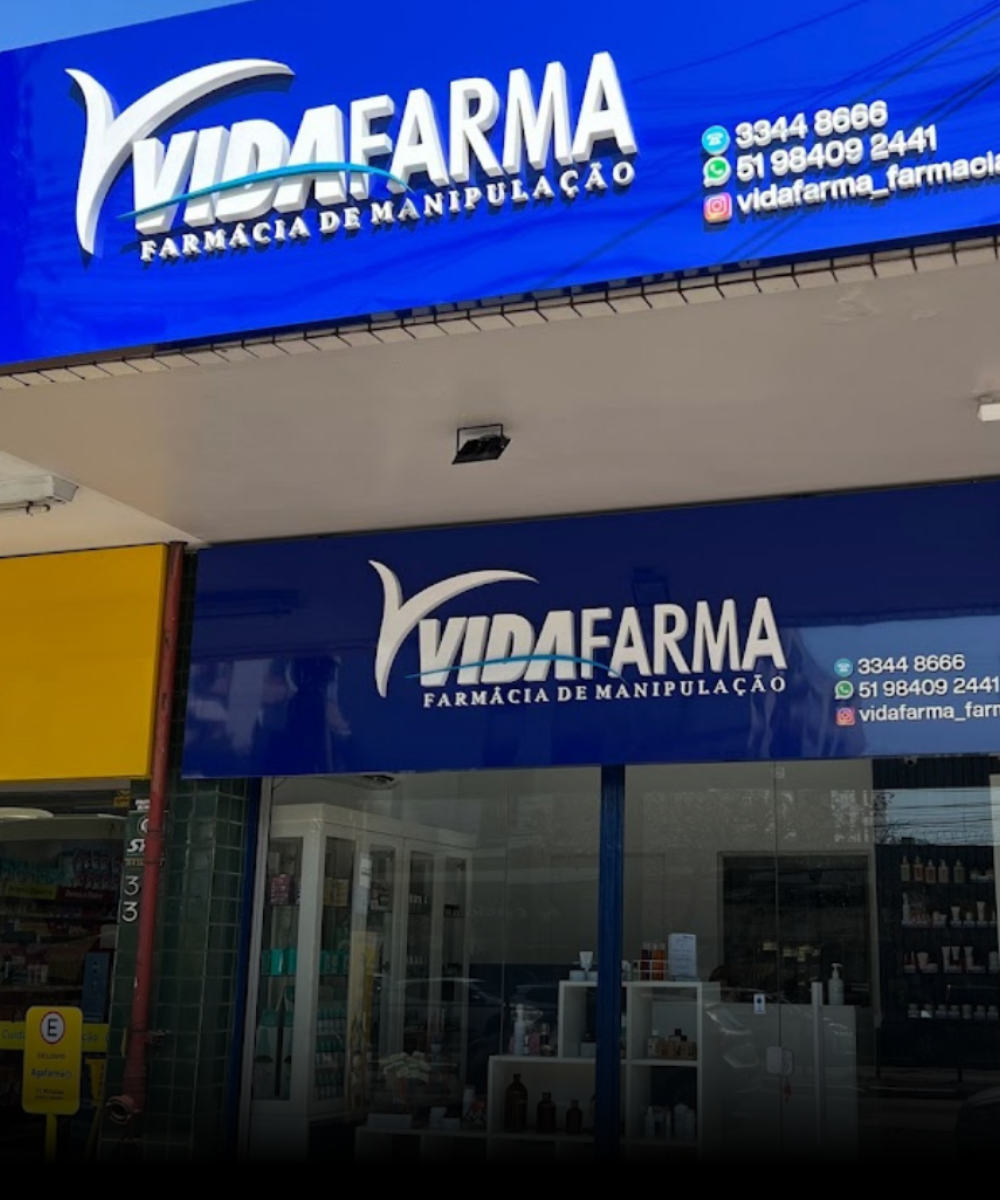 VIDAFARMA
FARMÁCIA DE MANIPULAÇÃO
3344 8666
51 98409 2441
vidafarma_farmacia
VIDAFARMA
FARMÁCIA DE MANIPULAÇÃO
3344 8666
51 98409 2441
vidafarma_farm
33
E
Agafarma